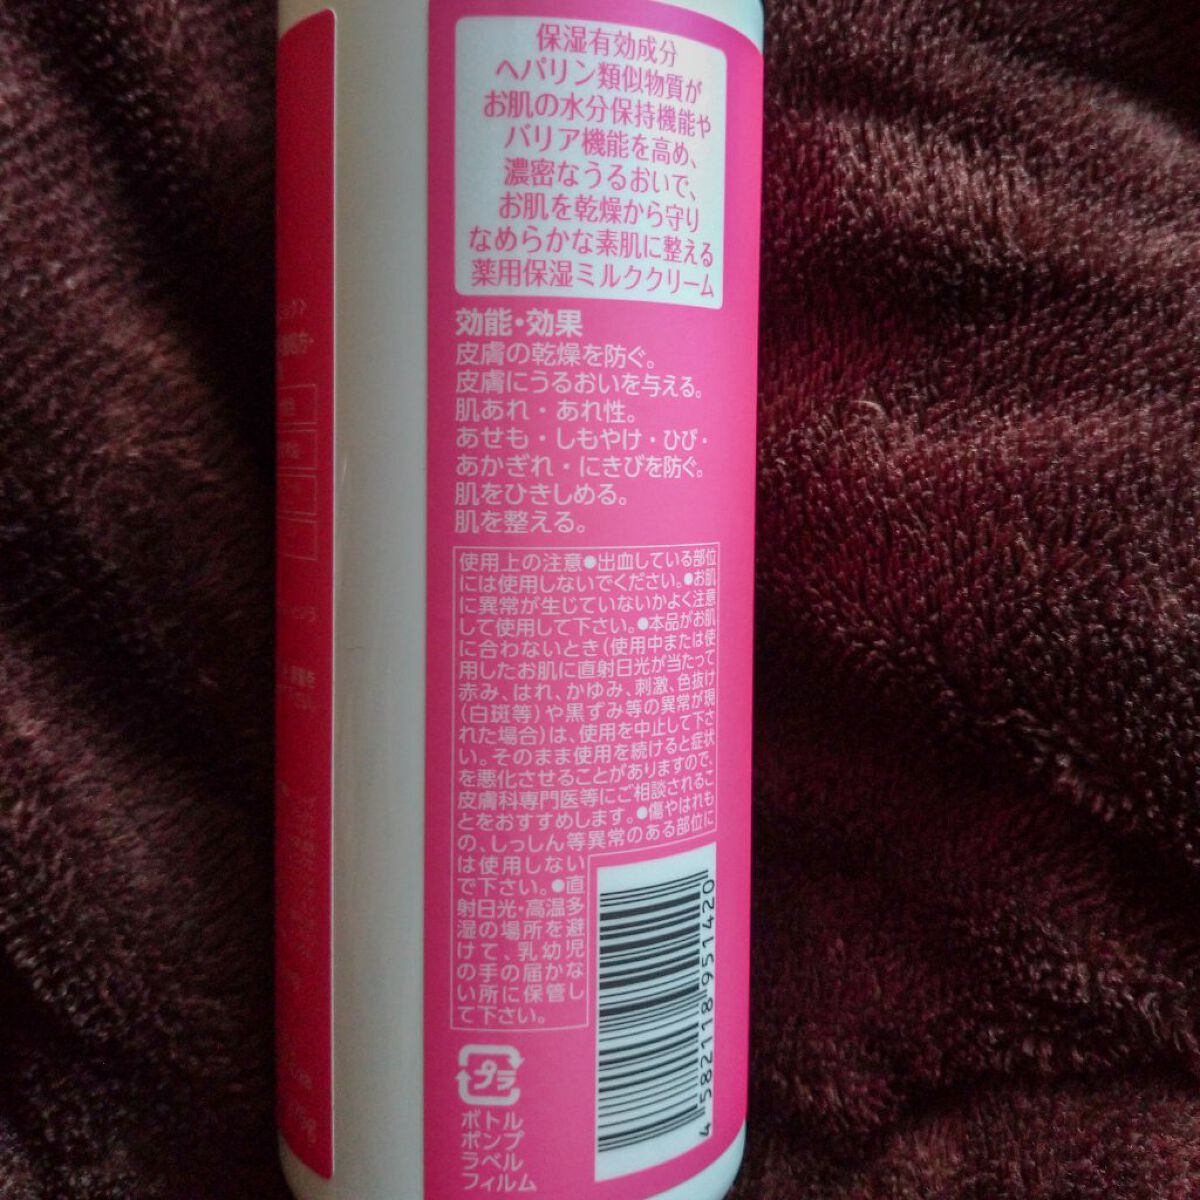 保湿有効成分
ヘパリン類似物質が
お肌の水分保持機能や
バリア機能を高め、
濃密なうるおいで、
お肌を乾燥から守り
なめらかな素肌に整える
薬用保湿ミルククリーム
効能・効果
皮膚の乾燥を防ぐ。
皮膚にうるおいを与える。
肌あれ・あれ性。
あせも・しもやけ・ひび・
あかぎれ・にきびを防ぐ。
肌をひきしめる。
肌を整える。
使用上の注意●出血している部位
には使用しないでください。●お肌
に異常が生じていないかよく注意
して使用して下さい。●本品がお肌
に合わないとき(使用中または使
用したお肌に直射日光が当たって
赤み、はれ、かゆみ、刺激、色抜け
(白斑等)や黒ずみ等の異常が現
れた場合)は、使用を中止して下さ
い。そのまま使用を続けると症状
を悪化させることがありますので、
皮膚科専門医等にご相談されるこ
とをおすすめします。●傷やはれも
の、しっしん等異常のある部位に
は使用しない
で下さい。●直
射日光・高温多
湿の場所を避
けて、乳幼児
の手の届かな
い所に保管し
て下さい。
4 582118 951420
プラ
ボトル
ポンプ
ラベル
フィルム